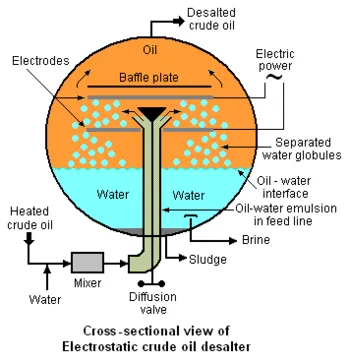 Desalted
crude oil
Oil
Electric
power
Electrodes
Baffle plate
~
Separated
water globules
Oil - water
interface
Water
Water
Oil-water emulsion
in feed line
Heated
crude oil
Brine
Sludge
Mixer
Water
Diffusion
valve
Cross-sectional view of
Electrostatic crude oil desalter